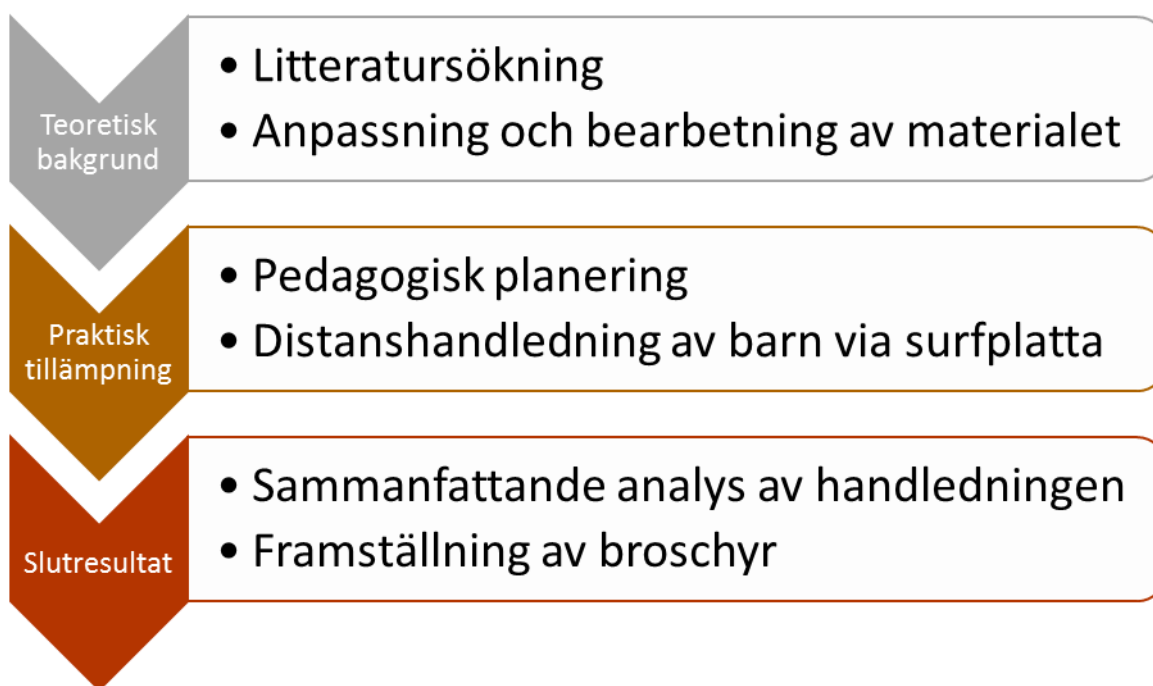 Teoretisk
bakgrund
• Litteratursökning
• Anpassning och bearbetning av materialet
Praktisk
tillämpning
• Pedagogisk planering
• Distanshandledning av barn via surfplatta
Slutresultat
• Sammanfattande analys av handledningen
• Framställning av broschyr